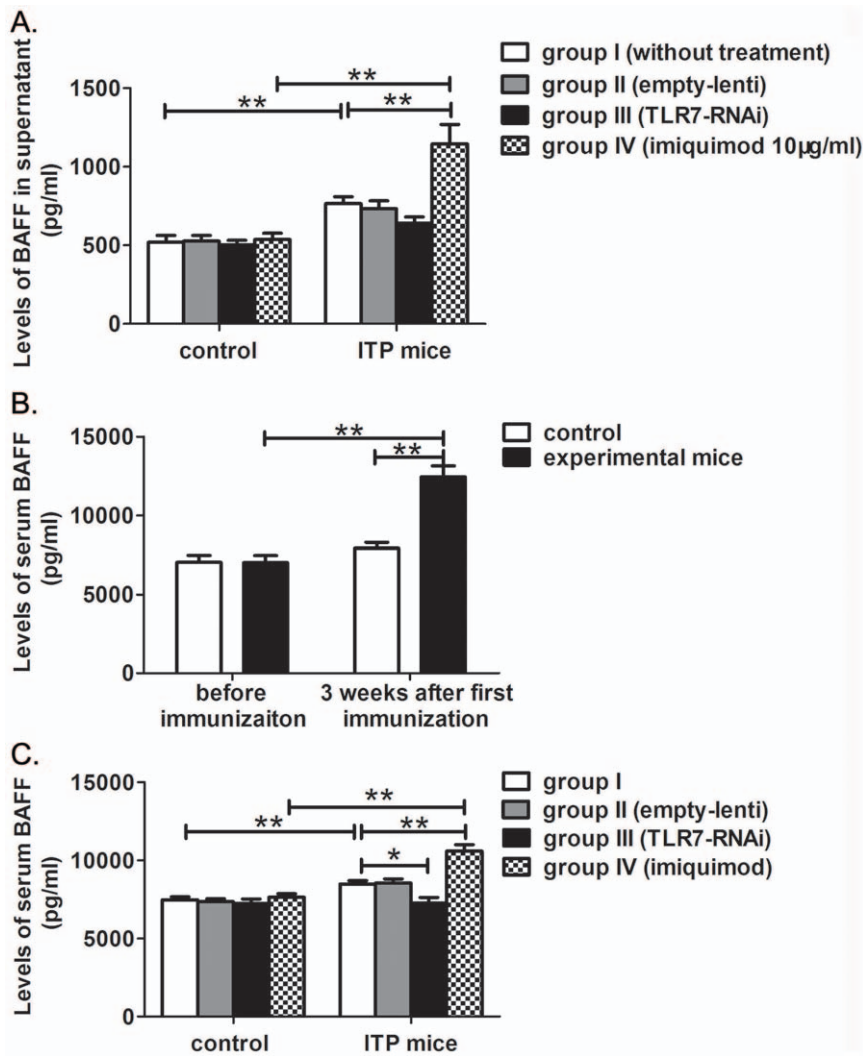 A.
Levels of BAFF in supernatant
(pg/ml)
1500
1000
500
0
**
**
**
control
ITP mice
group I (without treatment)
group II (empty-lenti)
group III (TLR7-RNAi)
group IV (imiquimod 10µg/ml)
B.
Levels of serum BAFF
(pg/ml)
15000
10000
5000
0
**
**
before
immunizaiton
3 weeks after first
immunization
control
experimental mice
C.
Levels of serum BAFF
(pg/ml)
15000
10000
5000
0
**
**
**
*
control
ITP mice
group I
group II (empty-lenti)
group III (TLR7-RNAi)
group IV (imiquimod)